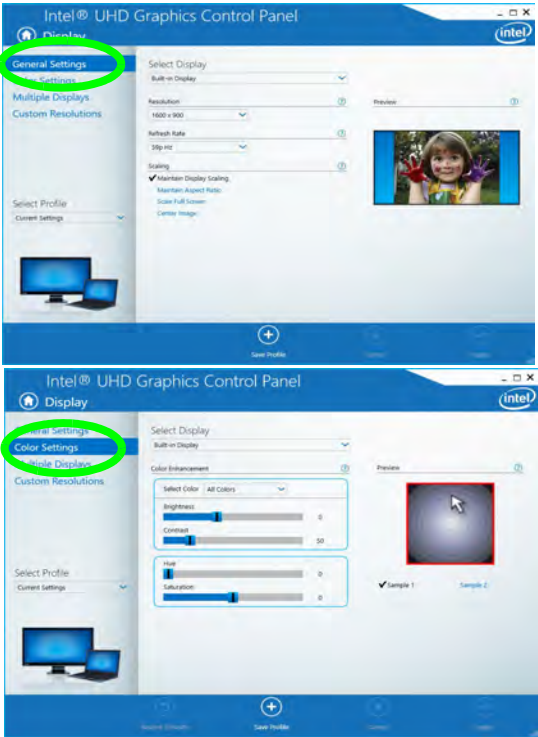 Intel® UHD Graphics Control Panel
Display
intel
General Settings
Color Settings
Multiple Displays
Custom Resolutions
Select Profile
Current Settings
Select Display
Built-in Display
Resolution
1600 x 900
Refresh Rate
59p Hz
Scaling
Maintain Display Scaling
Maintain Aspect Ratio
Scale Full Screen
Center Image
Preview
Save Profile
Intel® UHD Graphics Control Panel
Display
intel
General Settings
Color Settings
Multiple Displays
Custom Resolutions
Select Profile
Current Settings
Select Display
Built-in Display
Color Enhancement
Select Color All Colors
Brightness
0
Contrast
50
Hue
0
Saturation
0
Preview
Sample 1 Sample 2
Restore Defaults
Save Profile